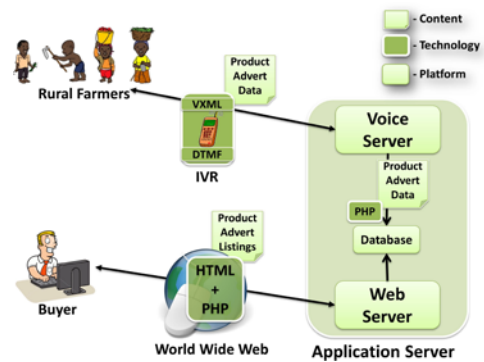 - Content
- Technology
- Platform
Product
Advert
Data
Rural Farmers
VXML
DTMF
IVR
Voice
Server
Product
Advert
Data
PHP
Database
Product
Advert
Listings
HTML
+
PHP
Web
Server
Buyer
World Wide Web
Application Server